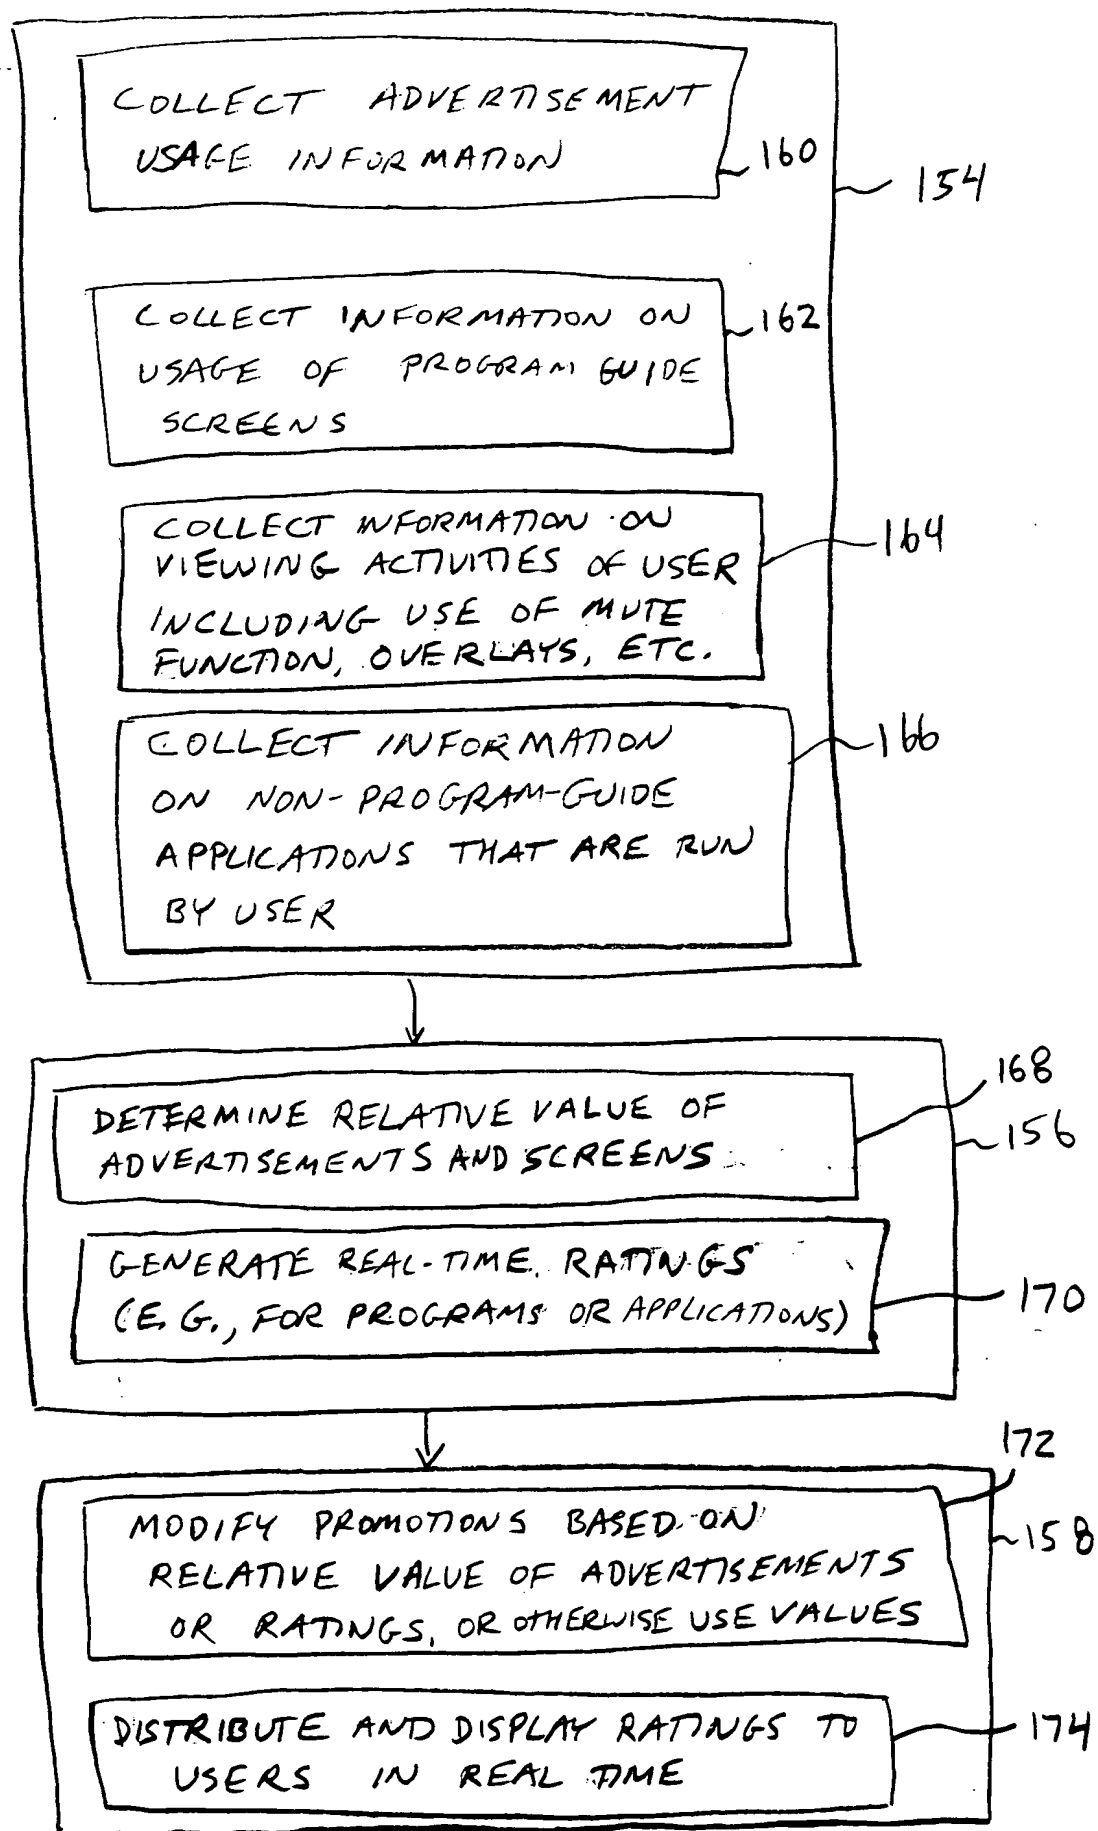 COLLECT ADVERTISEMENT
USAGE INFORMATION
160
154
COLLECT INFORMATION ON
USAGE OF PROGRAM GUIDE
SCREENS
162
COLLECT INFORMATION ON
VIEWING ACTIVITIES OF USER
INCLUDING USE OF MUTE
FUNCTION, OVERLAYS, ETC.
164
COLLECT INFORMATION
ON NON-PROGRAM-GUIDE
APPLICATIONS THAT ARE RUN
BY USER
166
DETERMINE RELATIVE VALUE OF
ADVERTISEMENTS AND SCREENS
168
156
GENERATE REAL-TIME RATINGS
(E.G., FOR PROGRAMS OR APPLICATIONS)
170
172
MODIFY PROMOTIONS BASED ON
RELATIVE VALUE OF ADVERTISEMENTS
OR RATINGS, OR OTHERWISE USE VALUES
158
DISTRIBUTE AND DISPLAY RATINGS TO
USERS IN REAL TIME
174